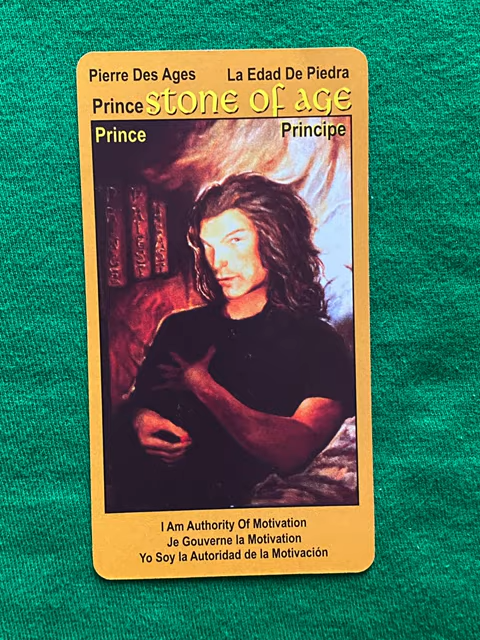 Pierre Des Ages La Edad De Piedra
Prince stone of age
Prince Principe
I Am Authority Of Motivation
Je Gouverne la Motivation
Yo Soy la Autoridad de la Motivación